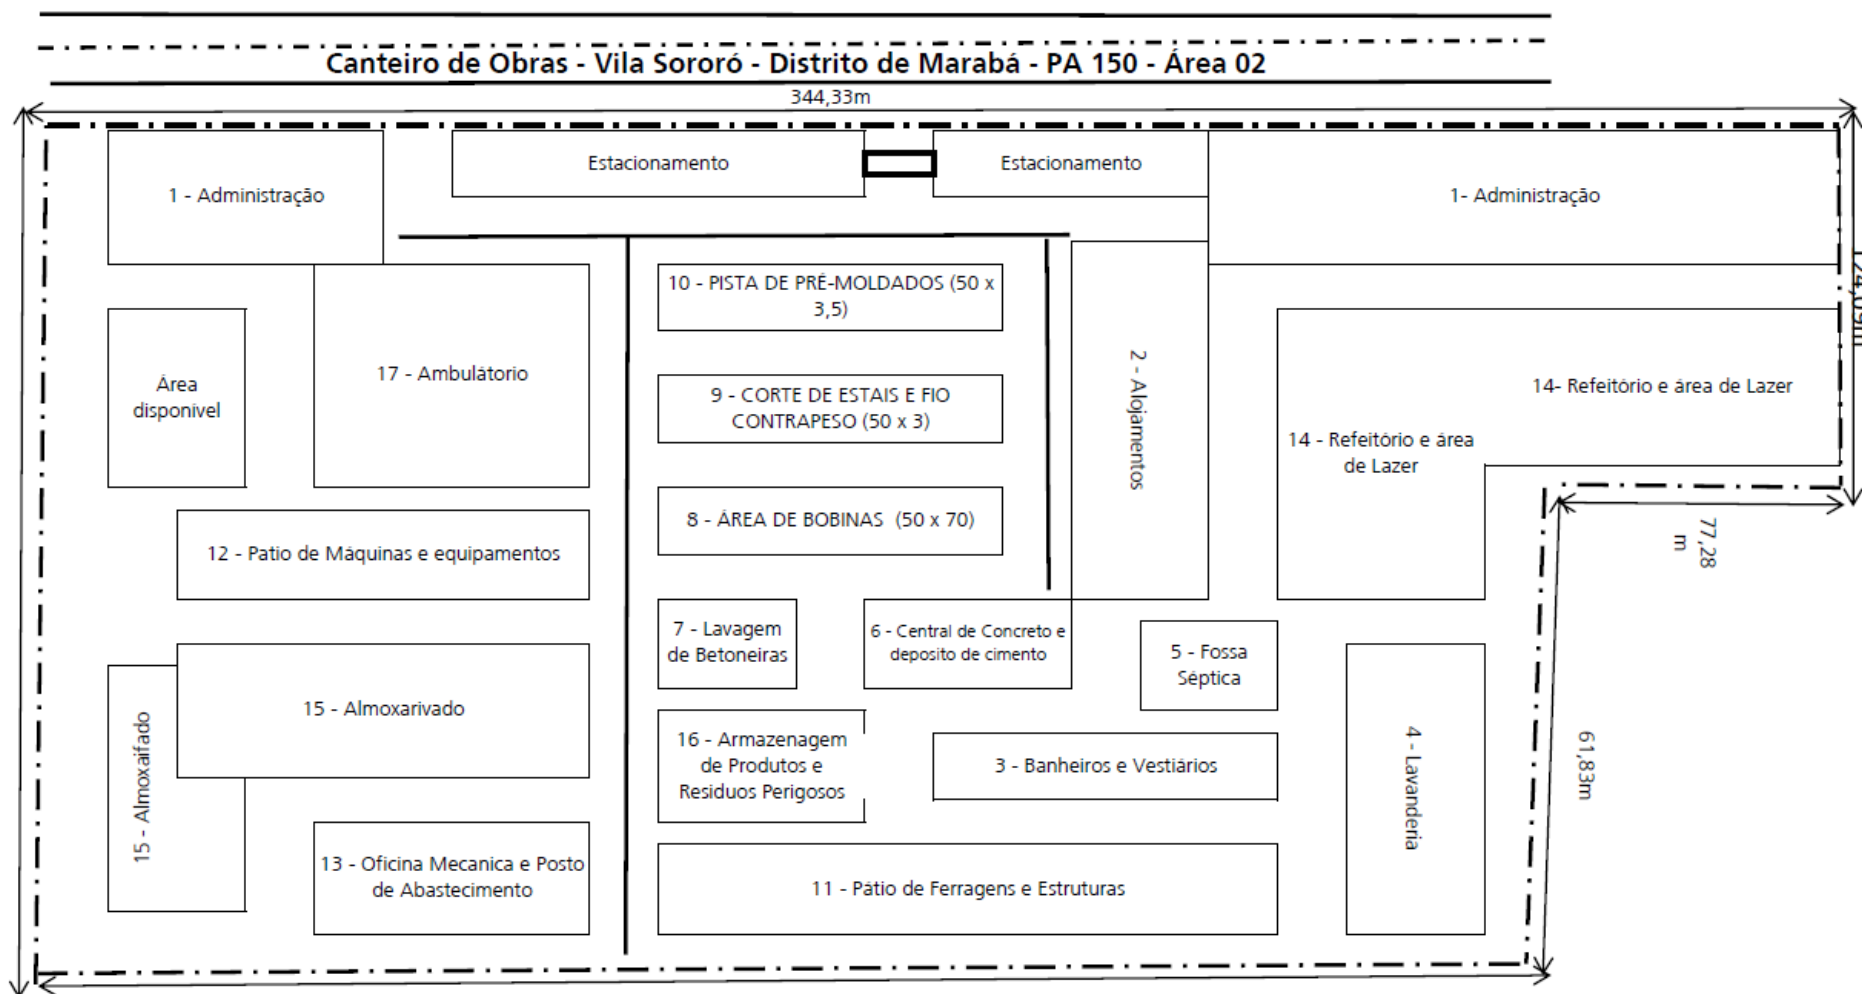 Canteiro de Obras - Vila Sororó - Distrito de Marabá - PA 150 - Área 02
344,33m
1 - Administração
Estacionamento
Estacionamento
1- Administração
124,09m
10 - PISTA DE PRÉ-MOLDADOS (50 x
3,5)
17 - Ambulátorio
Área
disponível
9 - CORTE DE ESTAIS E FIO
CONTRAPESO (50 x 3)
2 - Alojamentos
14- Refeitório e área de Lazer
14 - Refeitório e área
de Lazer
8 - ÁREA DE BOBINAS  (50 x 70)
12 - Patio de Máquinas e equipamentos
77,28
m
7 - Lavagem
de Betoneiras
6 - Central de Concreto e
deposito de cimento
5 - Fossa
Séptica
15 - Almoxarivado
15 - Almoxaifado
16 - Armazenagem
de Produtos e
Residuos Perigosos
3 - Banheiros e Vestiários
4 - Lavanderia
61,83m
13 - Oficina Mecanica e Posto
de Abastecimento
11 - Pátio de Ferragens e Estruturas